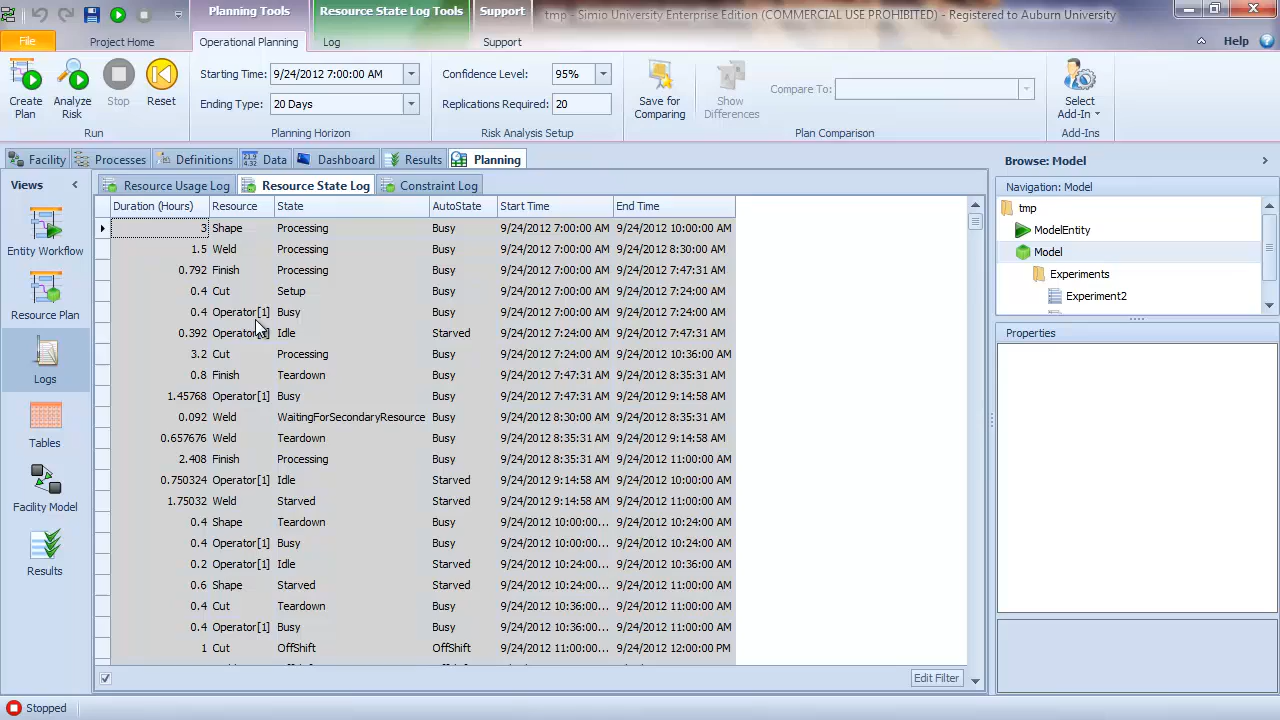 Planning Tools
Resource State Log Tools
Support
tmp - Simio University Enterprise Edition (COMMERCIAL USE PROHIBITED) - Registered to Auburn University
File
Project Home
Operational Planning
Log
Support
Help
Create Plan
Analyze Risk
Stop
Reset
Run
Starting Time: 9/24/2012 7:00:00 AM
Ending Type: 20 Days
Planning Horizon
Confidence Level: 95%
Replications Required: 20
Risk Analysis Setup
Save for Comparing
Show Differences
Compare To:
Plan Comparison
Select Add-In
Add-Ins
Facility
Processes
Definitions
Data
Dashboard
Results
Planning
Views
Entity Workflow
Resource Plan
Logs
Tables
Facility Model
Results
Resource Usage Log
Resource State Log
Constraint Log
Duration (Hours) Resource State AutoState Start Time End Time
3 Shape Processing Busy 9/24/2012 7:00:00 AM 9/24/2012 10:00:00 AM
1.5 Weld Processing Busy 9/24/2012 7:00:00 AM 9/24/2012 8:30:00 AM
0.792 Finish Processing Busy 9/24/2012 7:00:00 AM 9/24/2012 7:47:31 AM
0.4 Cut Setup Busy 9/24/2012 7:00:00 AM 9/24/2012 7:24:00 AM
0.4 Operator[1] Busy Busy 9/24/2012 7:00:00 AM 9/24/2012 7:24:00 AM
0.392 Operator[1] Idle Starved 9/24/2012 7:24:00 AM 9/24/2012 7:47:31 AM
3.2 Cut Processing Busy 9/24/2012 7:24:00 AM 9/24/2012 10:36:00 AM
0.8 Finish Teardown Busy 9/24/2012 7:47:31 AM 9/24/2012 8:35:31 AM
1.45768 Operator[1] Busy Busy 9/24/2012 7:47:31 AM 9/24/2012 9:14:58 AM
0.092 Weld WaitingForSecondaryResource Busy 9/24/2012 8:30:00 AM 9/24/2012 8:35:31 AM
0.657676 Weld Teardown Busy 9/24/2012 8:35:31 AM 9/24/2012 9:14:58 AM
2.408 Finish Processing Busy 9/24/2012 8:35:31 AM 9/24/2012 11:00:00 AM
0.750324 Operator[1] Idle Starved 9/24/2012 9:14:58 AM 9/24/2012 10:00:00 AM
1.75032 Weld Starved Starved 9/24/2012 9:14:58 AM 9/24/2012 11:00:00 AM
0.4 Shape Teardown Busy 9/24/2012 10:00:00... 9/24/2012 10:24:00 AM
0.4 Operator[1] Busy Busy 9/24/2012 10:00:00... 9/24/2012 10:24:00 AM
0.2 Operator[1] Idle Starved 9/24/2012 10:24:00... 9/24/2012 10:36:00 AM
0.6 Shape Starved Starved 9/24/2012 10:24:00... 9/24/2012 11:00:00 AM
0.4 Cut Teardown Busy 9/24/2012 10:36:00... 9/24/2012 11:00:00 AM
0.4 Operator[1] Busy Busy 9/24/2012 10:36:00... 9/24/2012 11:00:00 AM
1 Cut OffShift OffShift 9/24/2012 11:00:00... 9/24/2012 12:00:00 PM
Edit Filter
Browse: Model
Navigation: Model
tmp
ModelEntity
Model
Experiments
Experiment2
Properties
Stopped